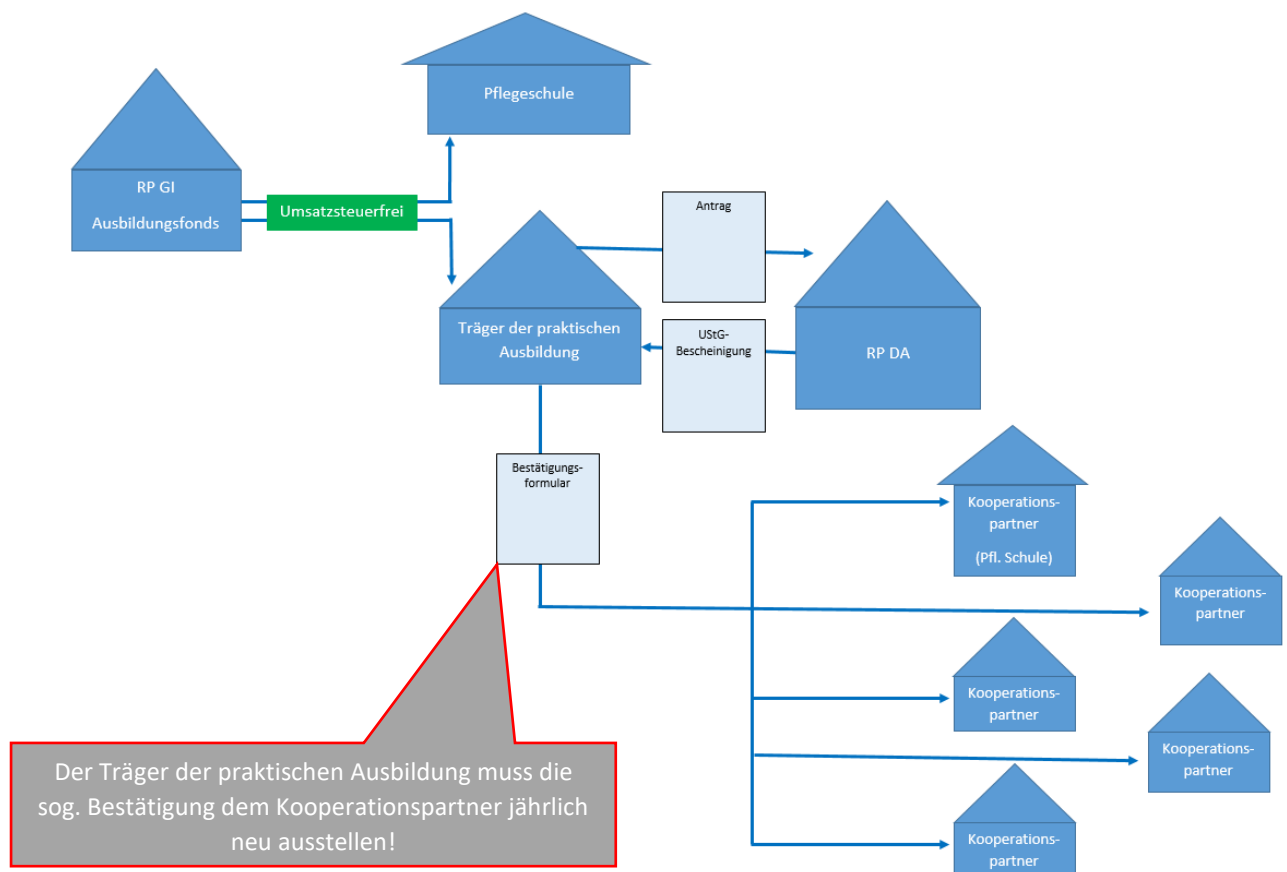 Pflegeschule
RP GI
Ausbildungsfonds
Umsatzsteuerfrei
Antrag
Träger der praktischen
Ausbildung
UStG-
Bescheinigung
RP DA
Bestätigungs-
formular
Kooperations-
partner
(Pfl. Schule)
Kooperations-
partner
Kooperations-
partner
Kooperations-
partner
Kooperations-
partner
Der Träger der praktischen Ausbildung muss die
sog. Bestätigung dem Kooperationspartner jährlich
neu ausstellen!